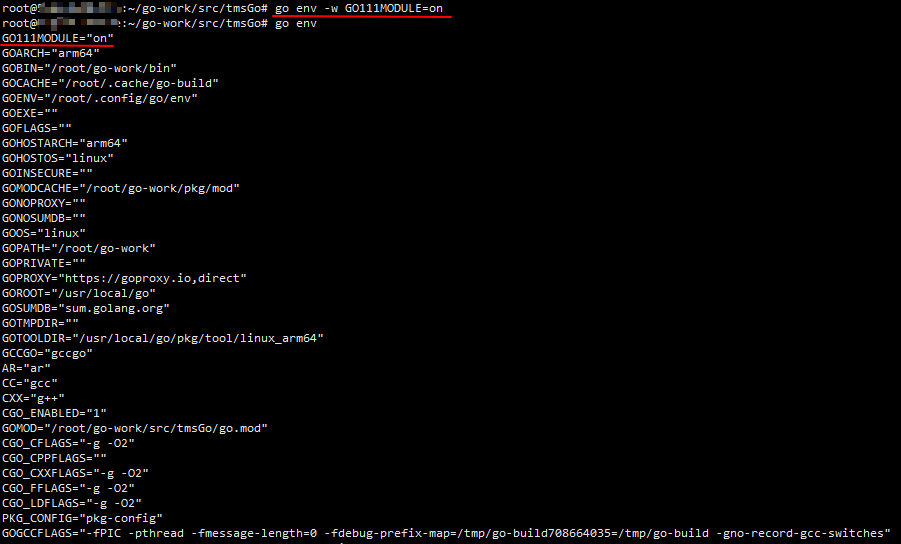 root@:~/go-work/src/tmsGo# go env -w GO111MODULE=on
root@:~/go-work/src/tmsGo# go env
GO111MODULE="on"
GOARCH="arm64"
GOBIN="/root/go-work/bin"
GOCACHE="/root/.cache/go-build"
GOENV="/root/.config/go/env"
GOEXE=""
GOFLAGS=""
GOHOSTARCH="arm64"
GOHOSTOS="linux"
GOINSECURE=""
GOMODCACHE="/root/go-work/pkg/mod"
GONOPROXY=""
GONOSUMDB=""
GOOS="linux"
GOPATH="/root/go-work"
GOPRIVATE=""
GOPROXY="https://goproxy.io,direct"
GOROOT="/usr/local/go"
GOSUMDB="sum.golang.org"
GOTMPDIR=""
GOTOOLDIR="/usr/local/go/pkg/tool/linux_arm64"
GCCGO="gccgo"
AR="ar"
CC="gcc"
CXX="g++"
CGO_ENABLED="1"
GOMOD="/root/go-work/src/tmsGo/go.mod"
CGO_CFLAGS="-g -O2"
CGO_CPPFLAGS=""
CGO_CXXFLAGS="-g -O2"
CGO_FFLAGS="-g -O2"
CGO_LDFLAGS="-g -O2"
PKG_CONFIG="pkg-config"
GOGCCFLAGS="-fPIC -pthread -fmessage-length=0 -fdebug-prefix-map=/tmp/go-build708664035=/tmp/go-build -gno-record-gcc-switches"